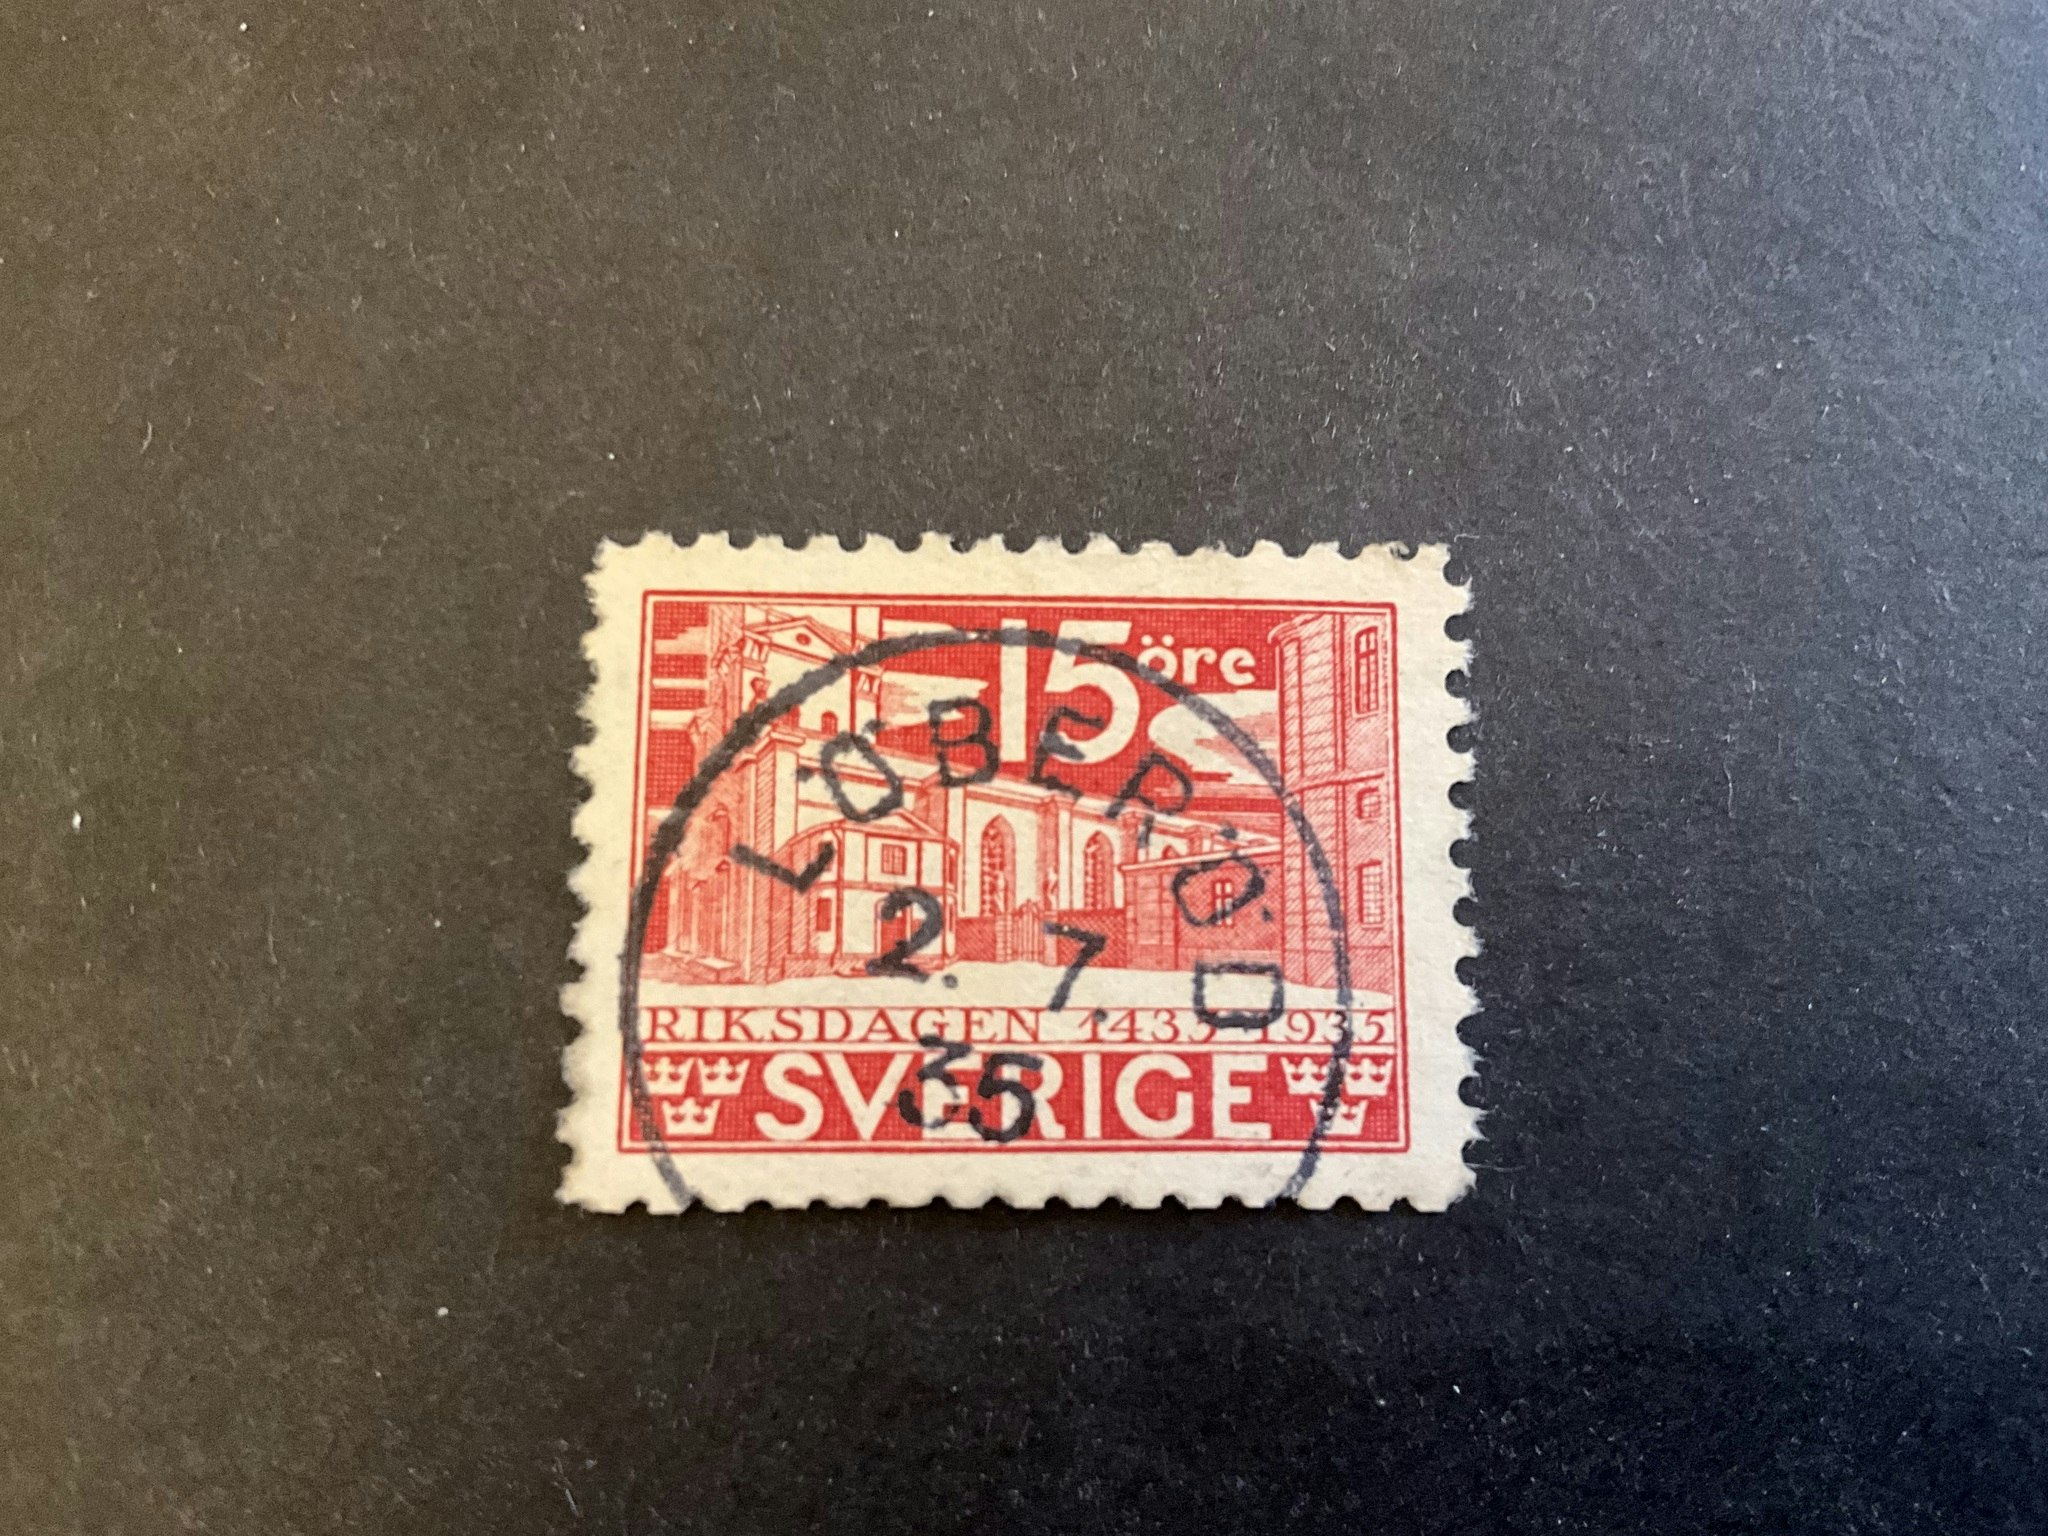 15 öre
LÖBERÖD
2. 7.
35
RIKSDAGEN 1435-1935
SVERIGE